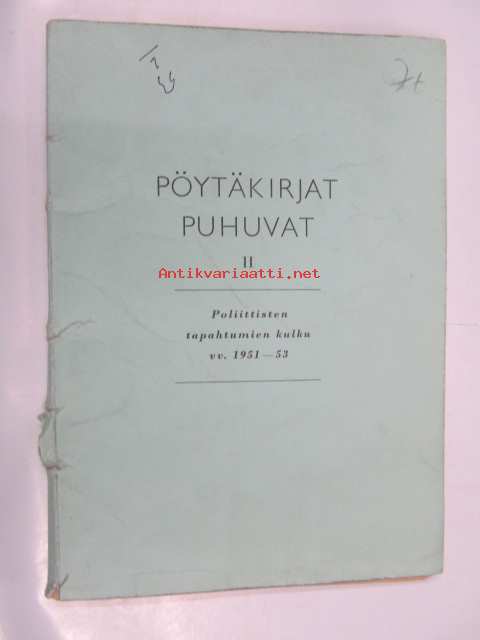 PÖYTÄKIRJAT
PUHUVAT
II
Antikvariaatti.net
Poliittisten
tapahtumien kulku
vv. 1951—53